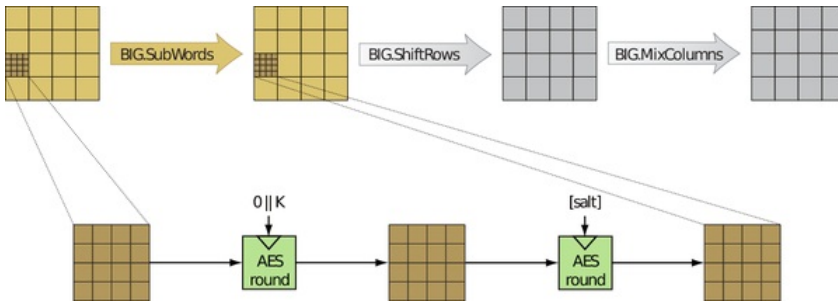 BIG.SubWords
BIG.ShiftRows
BIG.MixColumns
0 || K
[salt]
AES
round
AES
round